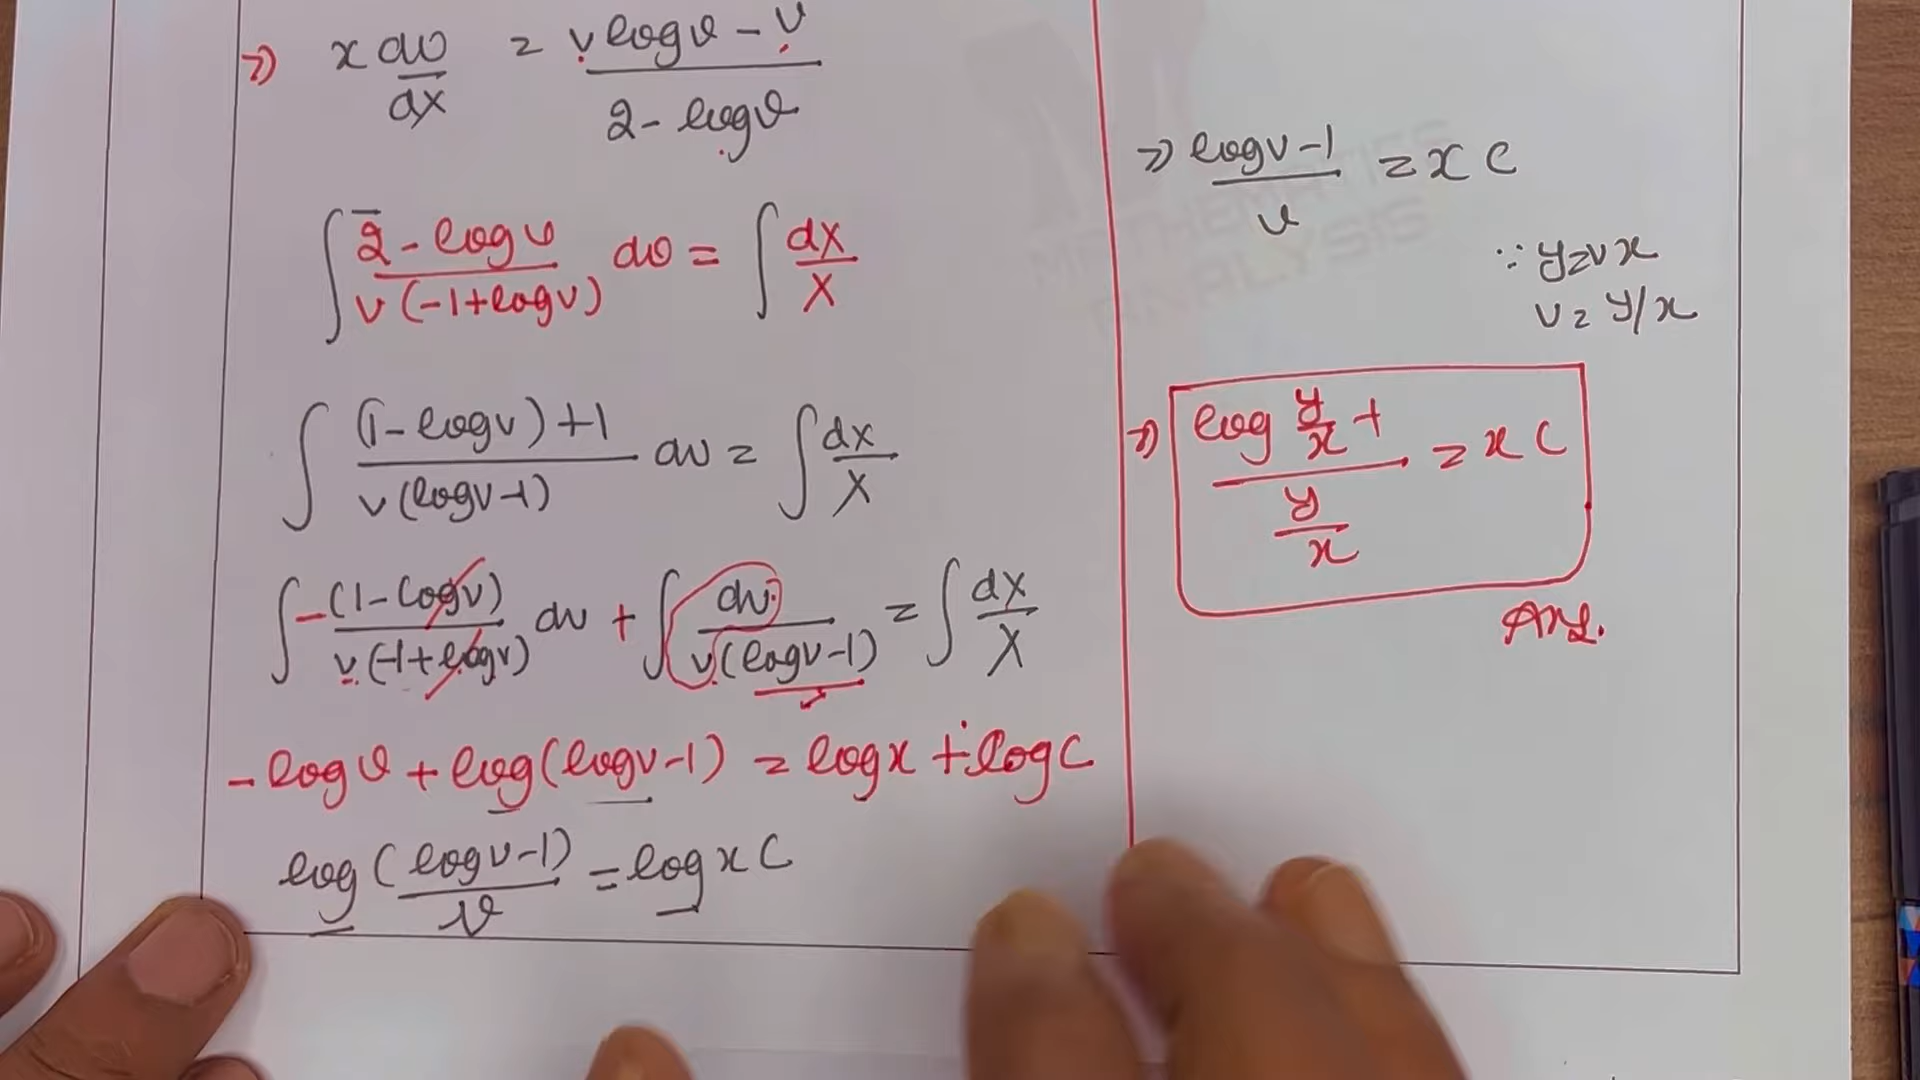 ⇒ x dv/dx = (v log v - v)/(2 - log v)
∫ (2 - log v)/(v(-1+log v)) dv = ∫ dx/x
∫ ((1 - log v)+1)/(v(log v-1)) dv = ∫ dx/x
∫ -(1 - log v)/(v(-1+log v)) dv + ∫ dv/(v(log v-1)) = ∫ dx/x
- log v + log(log v-1) = log x + log c
log((log v-1)/v) = log x c
⇒ (log v-1)/v = x c
∵ y = v x
v = y/x
⇒ (log y/x +)/(y/x) = x c
Ans.
MATHEMATICS
ANALYSIS